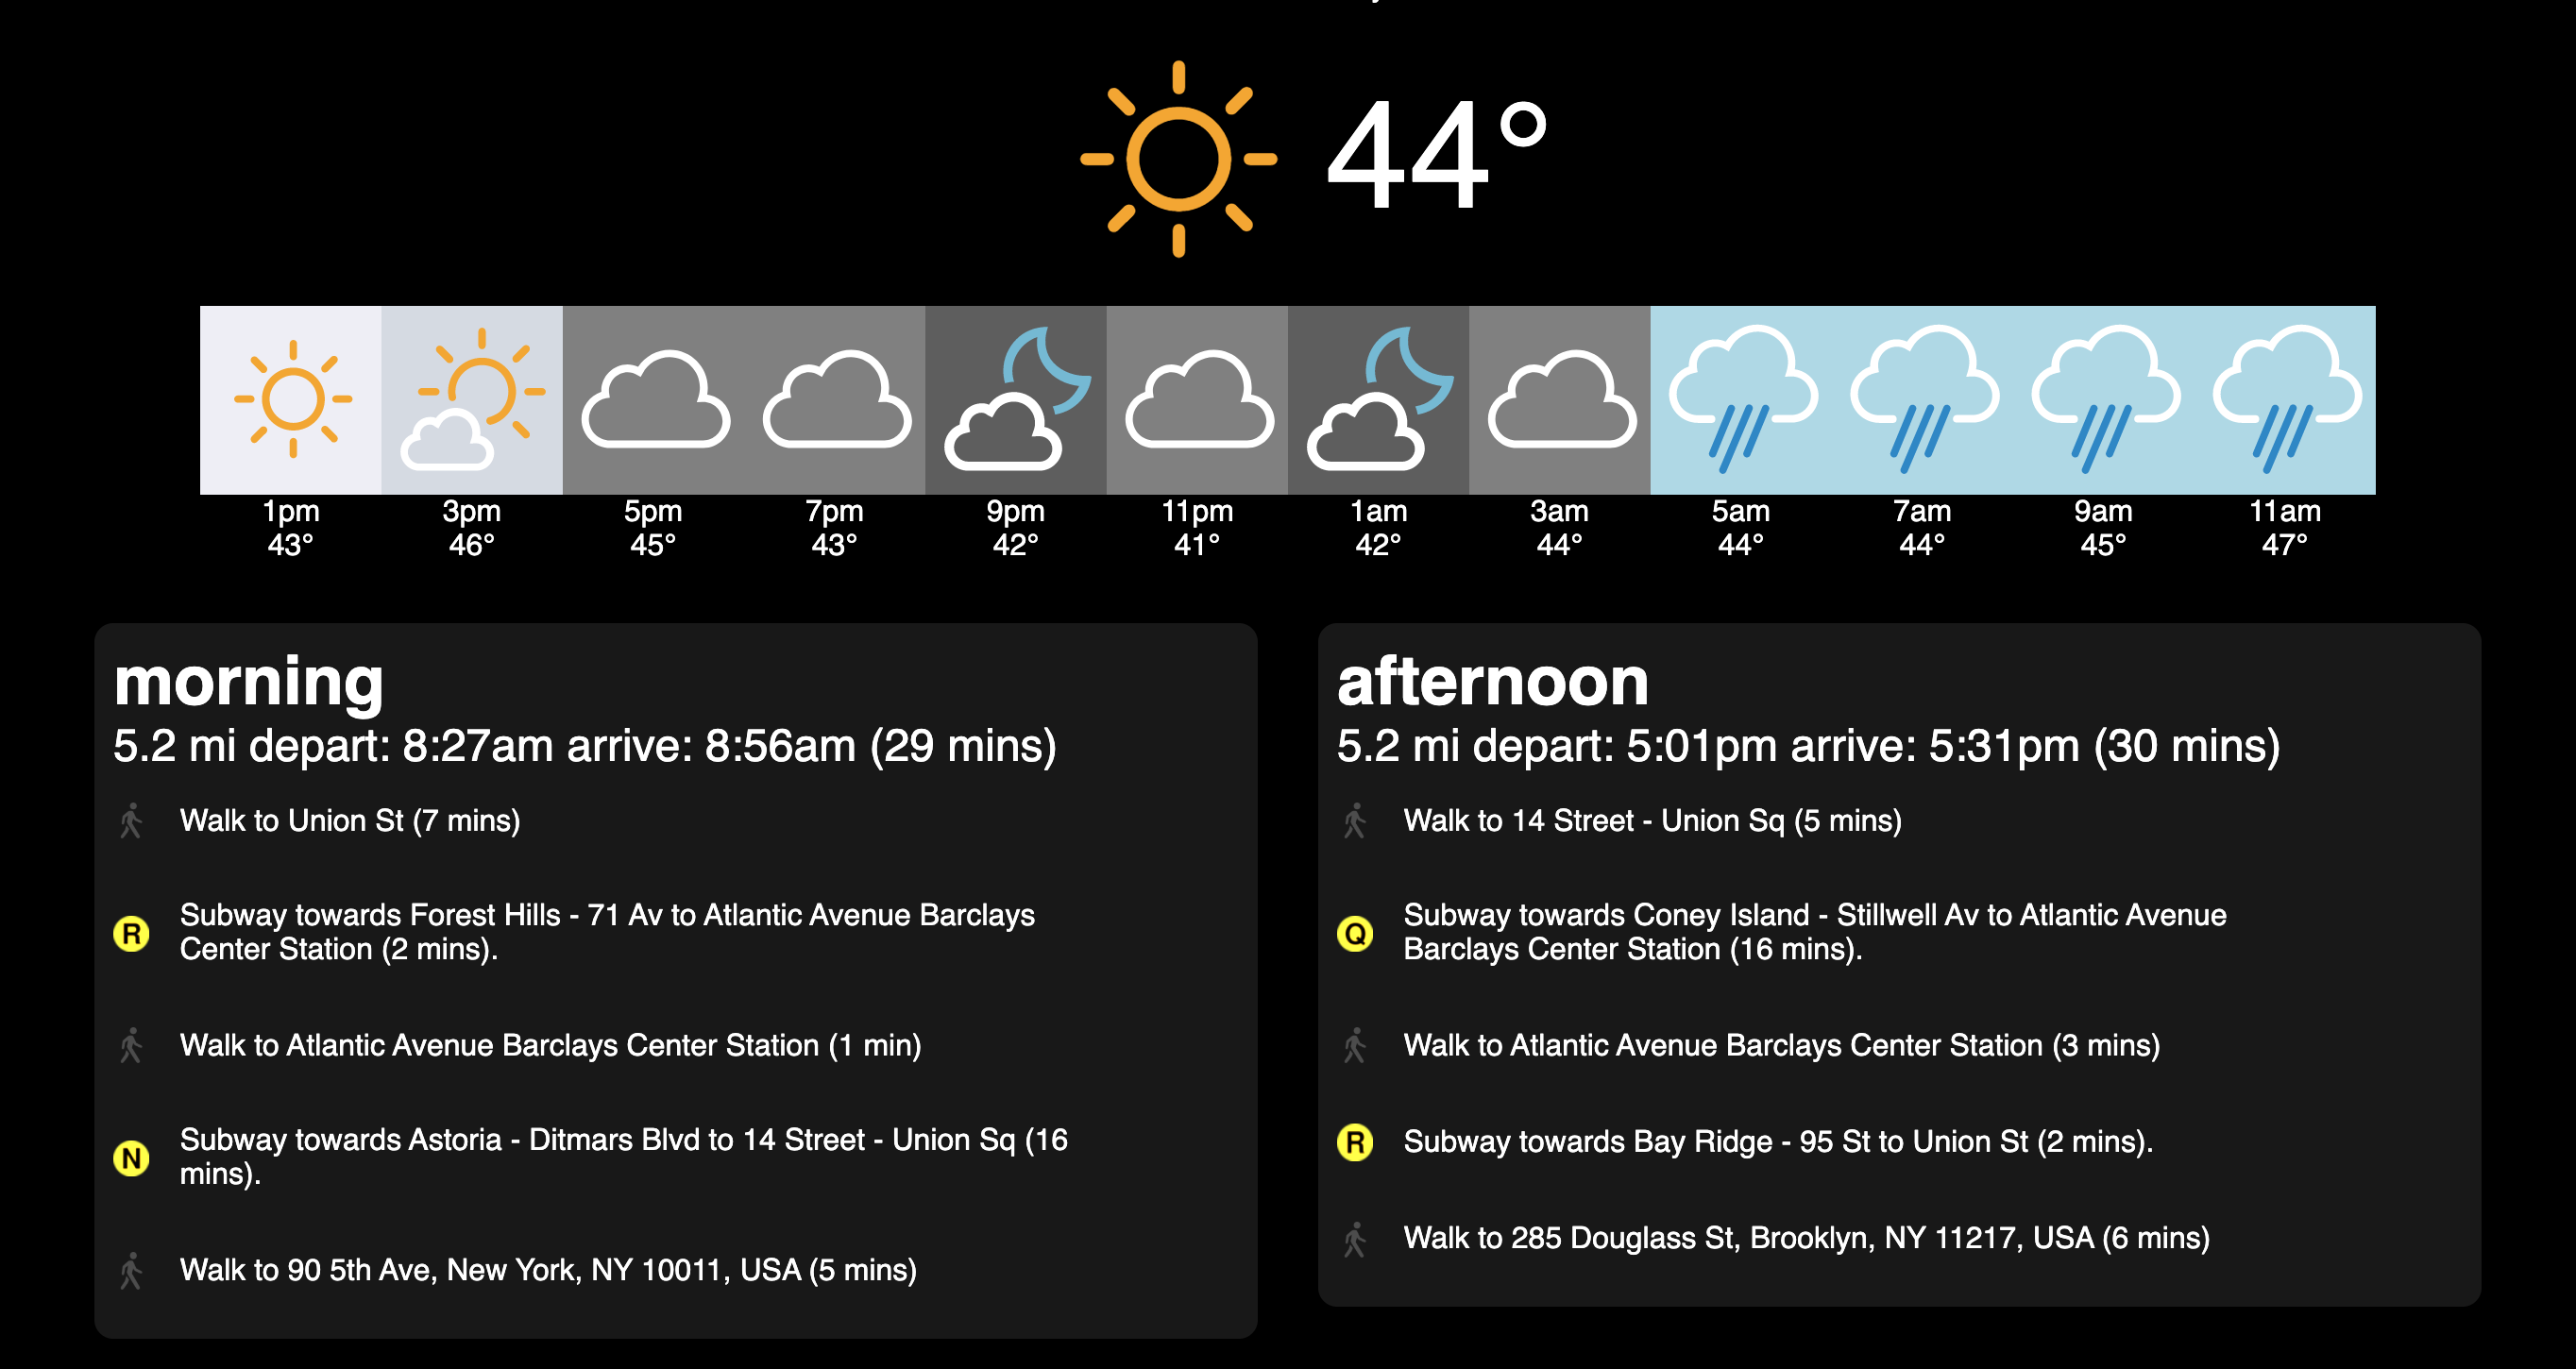 44°
1pm 3pm 5pm 7pm 9pm 11pm 1am 3am 5am 7am 9am 11am
43° 46° 45° 43° 42° 41° 42° 44° 44° 44° 45° 47°
morning
5.2 mi depart: 8:27am arrive: 8:56am (29 mins)
Walk to Union St (7 mins)
R Subway towards Forest Hills - 71 Av to Atlantic Avenue Barclays
Center Station (2 mins).
Walk to Atlantic Avenue Barclays Center Station (1 min)
N Subway towards Astoria - Ditmars Blvd to 14 Street - Union Sq (16
mins).
Walk to 90 5th Ave, New York, NY 10011, USA (5 mins)
afternoon
5.2 mi depart: 5:01pm arrive: 5:31pm (30 mins)
Walk to 14 Street - Union Sq (5 mins)
Q Subway towards Coney Island - Stillwell Av to Atlantic Avenue
Barclays Center Station (16 mins).
Walk to Atlantic Avenue Barclays Center Station (3 mins)
R Subway towards Bay Ridge - 95 St to Union St (2 mins).
Walk to 285 Douglass St, Brooklyn, NY 11217, USA (6 mins)